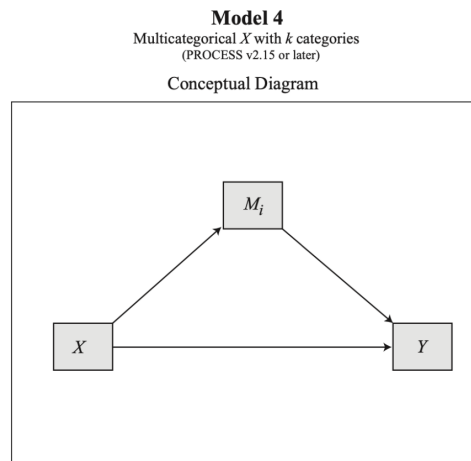 Model 4
Multicategorical X with k categories
(PROCESS v2.15 or later)
Conceptual Diagram
Mi
X
Y